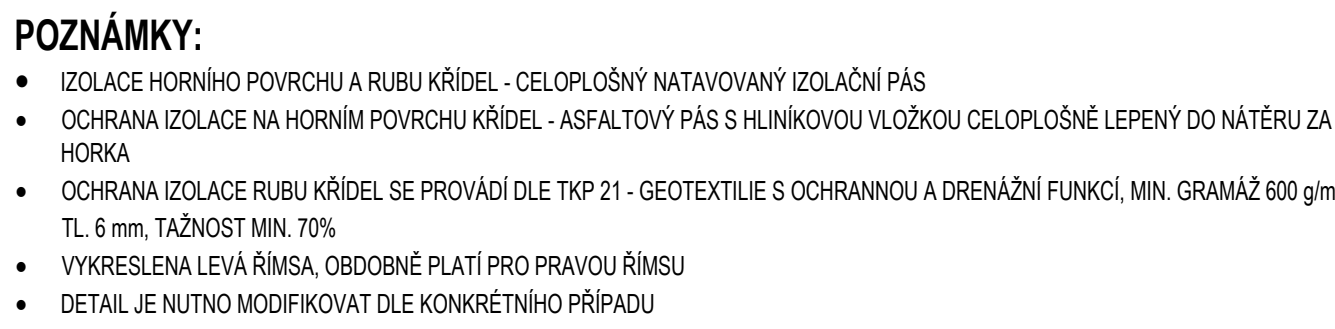 POZNÁMKY:
● IZOLACE HORNÍHO POVRCHU A RUBU KŘÍDEL - CELOPLOŠNÝ NATAVOVANÝ IZOLAČNÍ PÁS
● OCHRANA IZOLACE NA HORNÍM POVRCHU KŘÍDEL - ASFALTOVÝ PÁS S HLINÍKOVOU VLOŽKOU CELOPLOŠNĚ LEPENÝ DO NÁTĚRU ZA
HORKA
● OCHRANA IZOLACE RUBU KŘÍDEL SE PROVÁDÍ DLE TKP 21 - GEOTEXTILIE S OCHRANNOU A DRENÁŽNÍ FUNKCÍ, MIN. GRAMÁŽ 600 g/m
TL. 6 mm, TAŽNOST MIN. 70%
● VYKRESLENA LEVÁ ŘÍMSA, OBDOBNĚ PLATÍ PRO PRAVOU ŘÍMSU
● DETAIL JE NUTNO MODIFIKOVAT DLE KONKRÉTNÍHO PŘÍPADU